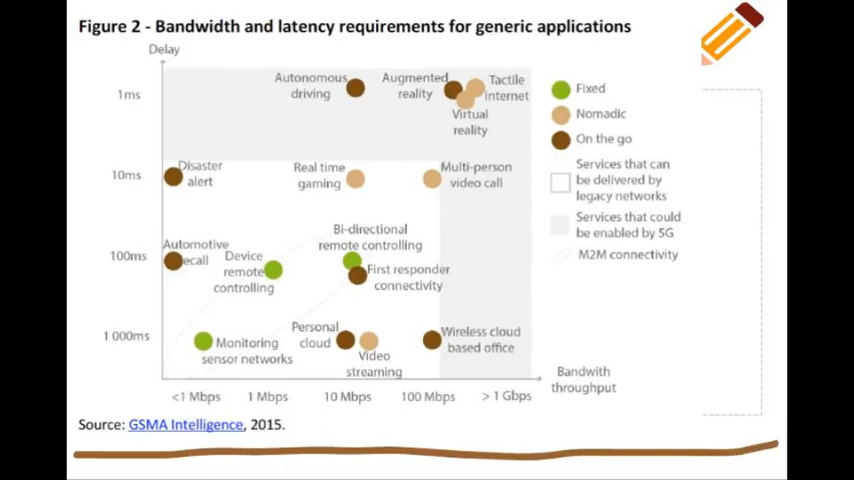 Figure 2 - Bandwidth and latency requirements for generic applications
Delay
1ms
Autonomous
driving
Augmented
reality
Tactile
internet
Virtual
reality
Fixed
Nomadic
On the go
Services that can
be delivered by
legacy networks
Services that could
be enabled by 5G
M2M connectivity
10ms
Disaster
alert
Real time
gaming
Multi-person
video call
Bi-directional
remote controlling
100ms
Automotive
ecall
Device
remote
controlling
First responder
connectivity
1 000ms
Monitoring
sensor networks
Personal
cloud
Video
streaming
Wireless cloud
based office
Bandwith
throughput
<1 Mbps
1 Mbps
10 Mbps
100 Mbps
> 1 Gbps
Source: GSMA Intelligence, 2015.